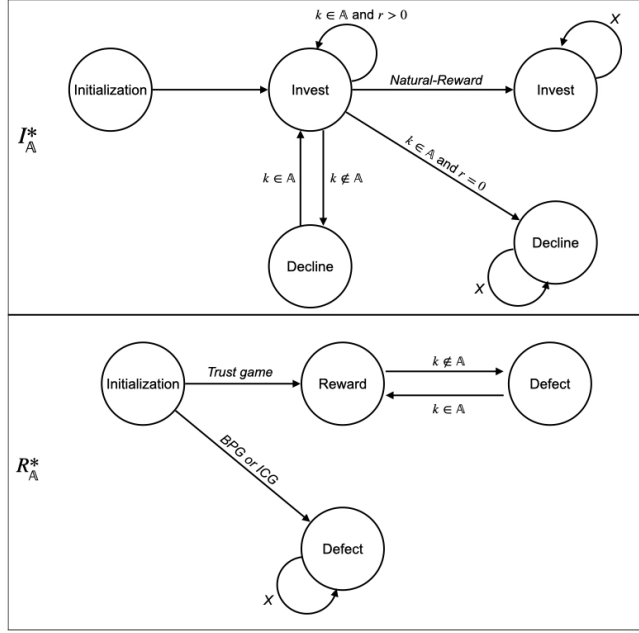 k ∈ 𝔸 and r > 0
X
Initialization
Invest
Natural-Reward
Invest
I*𝔸
k ∈ 𝔸
k ∉ 𝔸
k ∈ 𝔸 and r = 0
Decline
Decline
X
Initialization
Trust game
Reward
k ∉ 𝔸
k ∈ 𝔸
Defect
R*𝔸
BPG or ICG
Defect
X